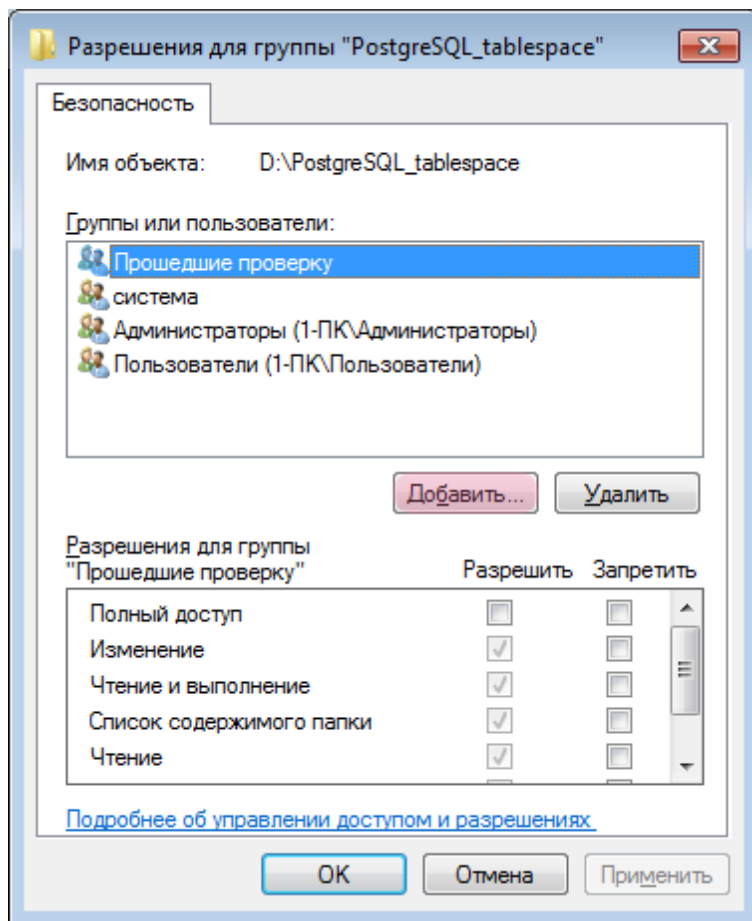 Разрешения для группы "PostgreSQL_tablespace"
Безопасность
Имя объекта: D:\PostgreSQL_tablespace
Группы или пользователи:
Прошедшие проверку
система
Администраторы (1-ПК\Администраторы)
Пользователи (1-ПК\Пользователи)
Добавить... Удалить
Разрешения для группы
"Прошедшие проверку" Разрешить Запретить
Полный доступ
Изменение
Чтение и выполнение
Список содержимого папки
Чтение
Подробнее об управлении доступом и разрешениях
OK Отмена Применить